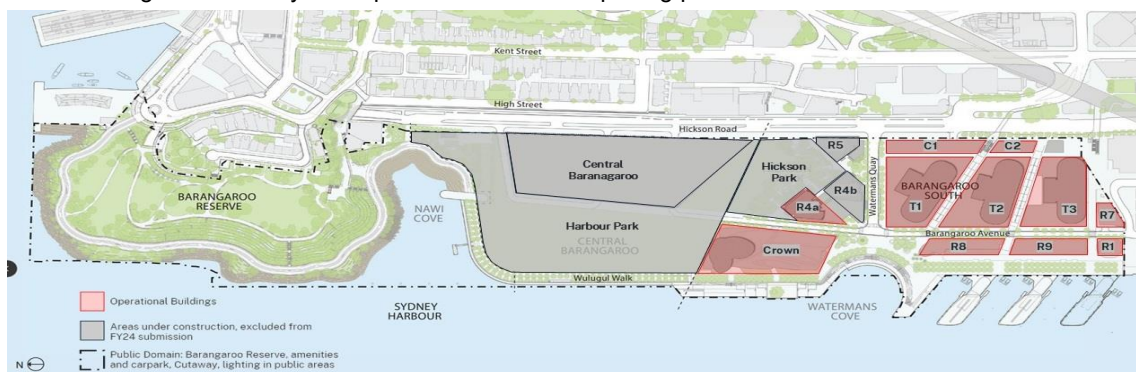 Kent Street
High Street
Hickson Road
BARANGAROO
RESERVE
NAWI
COVE
Central
Baranagaroo
Harbour Park
CENTRAL
BARANGAROO
Wulugul Walk
Hickson
Park
R5
R4b
R4a
Crown
Watermans Quay
C1
C2
BARANGAROO
SOUTH
T1
T2
T3
R7
Barangaroo Avenue
R8
R9
R1
WATERMANS
COVE
SYDNEY
HARBOUR
Operational Buildings
Areas under construction, excluded from
FY24 submission
Public Domain: Barangaroo Reserve, amenities
and carpark, Cutaway, lighting in public areas
N